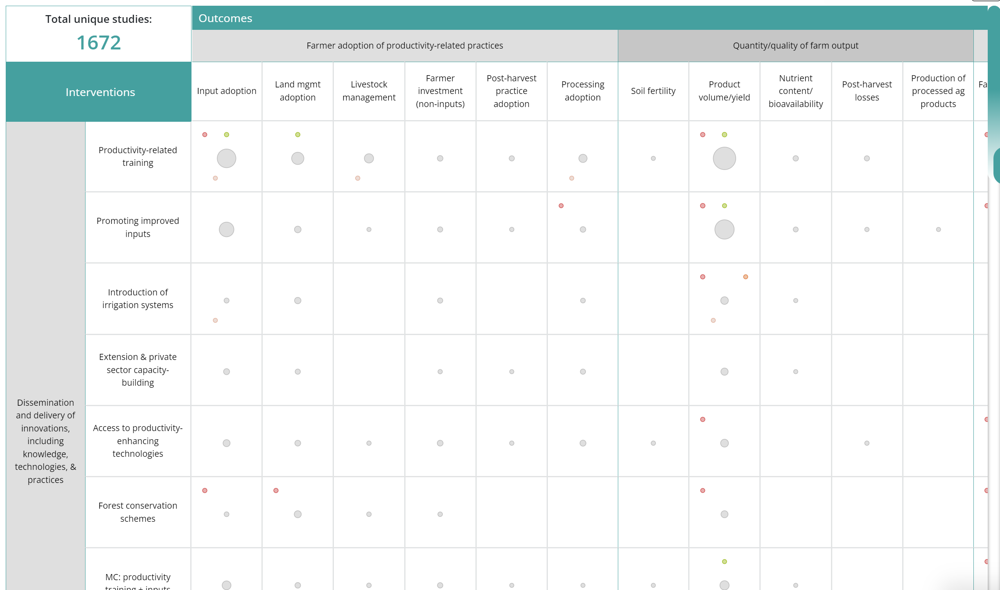 Total unique studies:
1672
Outcomes
Farmer adoption of productivity-related practices
Quantity/quality of farm output
Interventions
Input adoption
Land mgmt
adoption
Livestock
management
Farmer
investment
(non-inputs)
Post-harvest
practice
adoption
Processing
adoption
Soil fertility
Product
volume/yield
Nutrient
content/
bioavailability
Post-harvest
losses
Production of
processed ag
products
Fa
Dissemination
and delivery of
innovations,
including
knowledge,
technologies, &
practices
Productivity-related
training
Promoting improved
inputs
Introduction of
irrigation systems
Extension & private
sector capacity-
building
Access to productivity-
enhancing
technologies
Forest conservation
schemes
MC: productivity
training + inputs